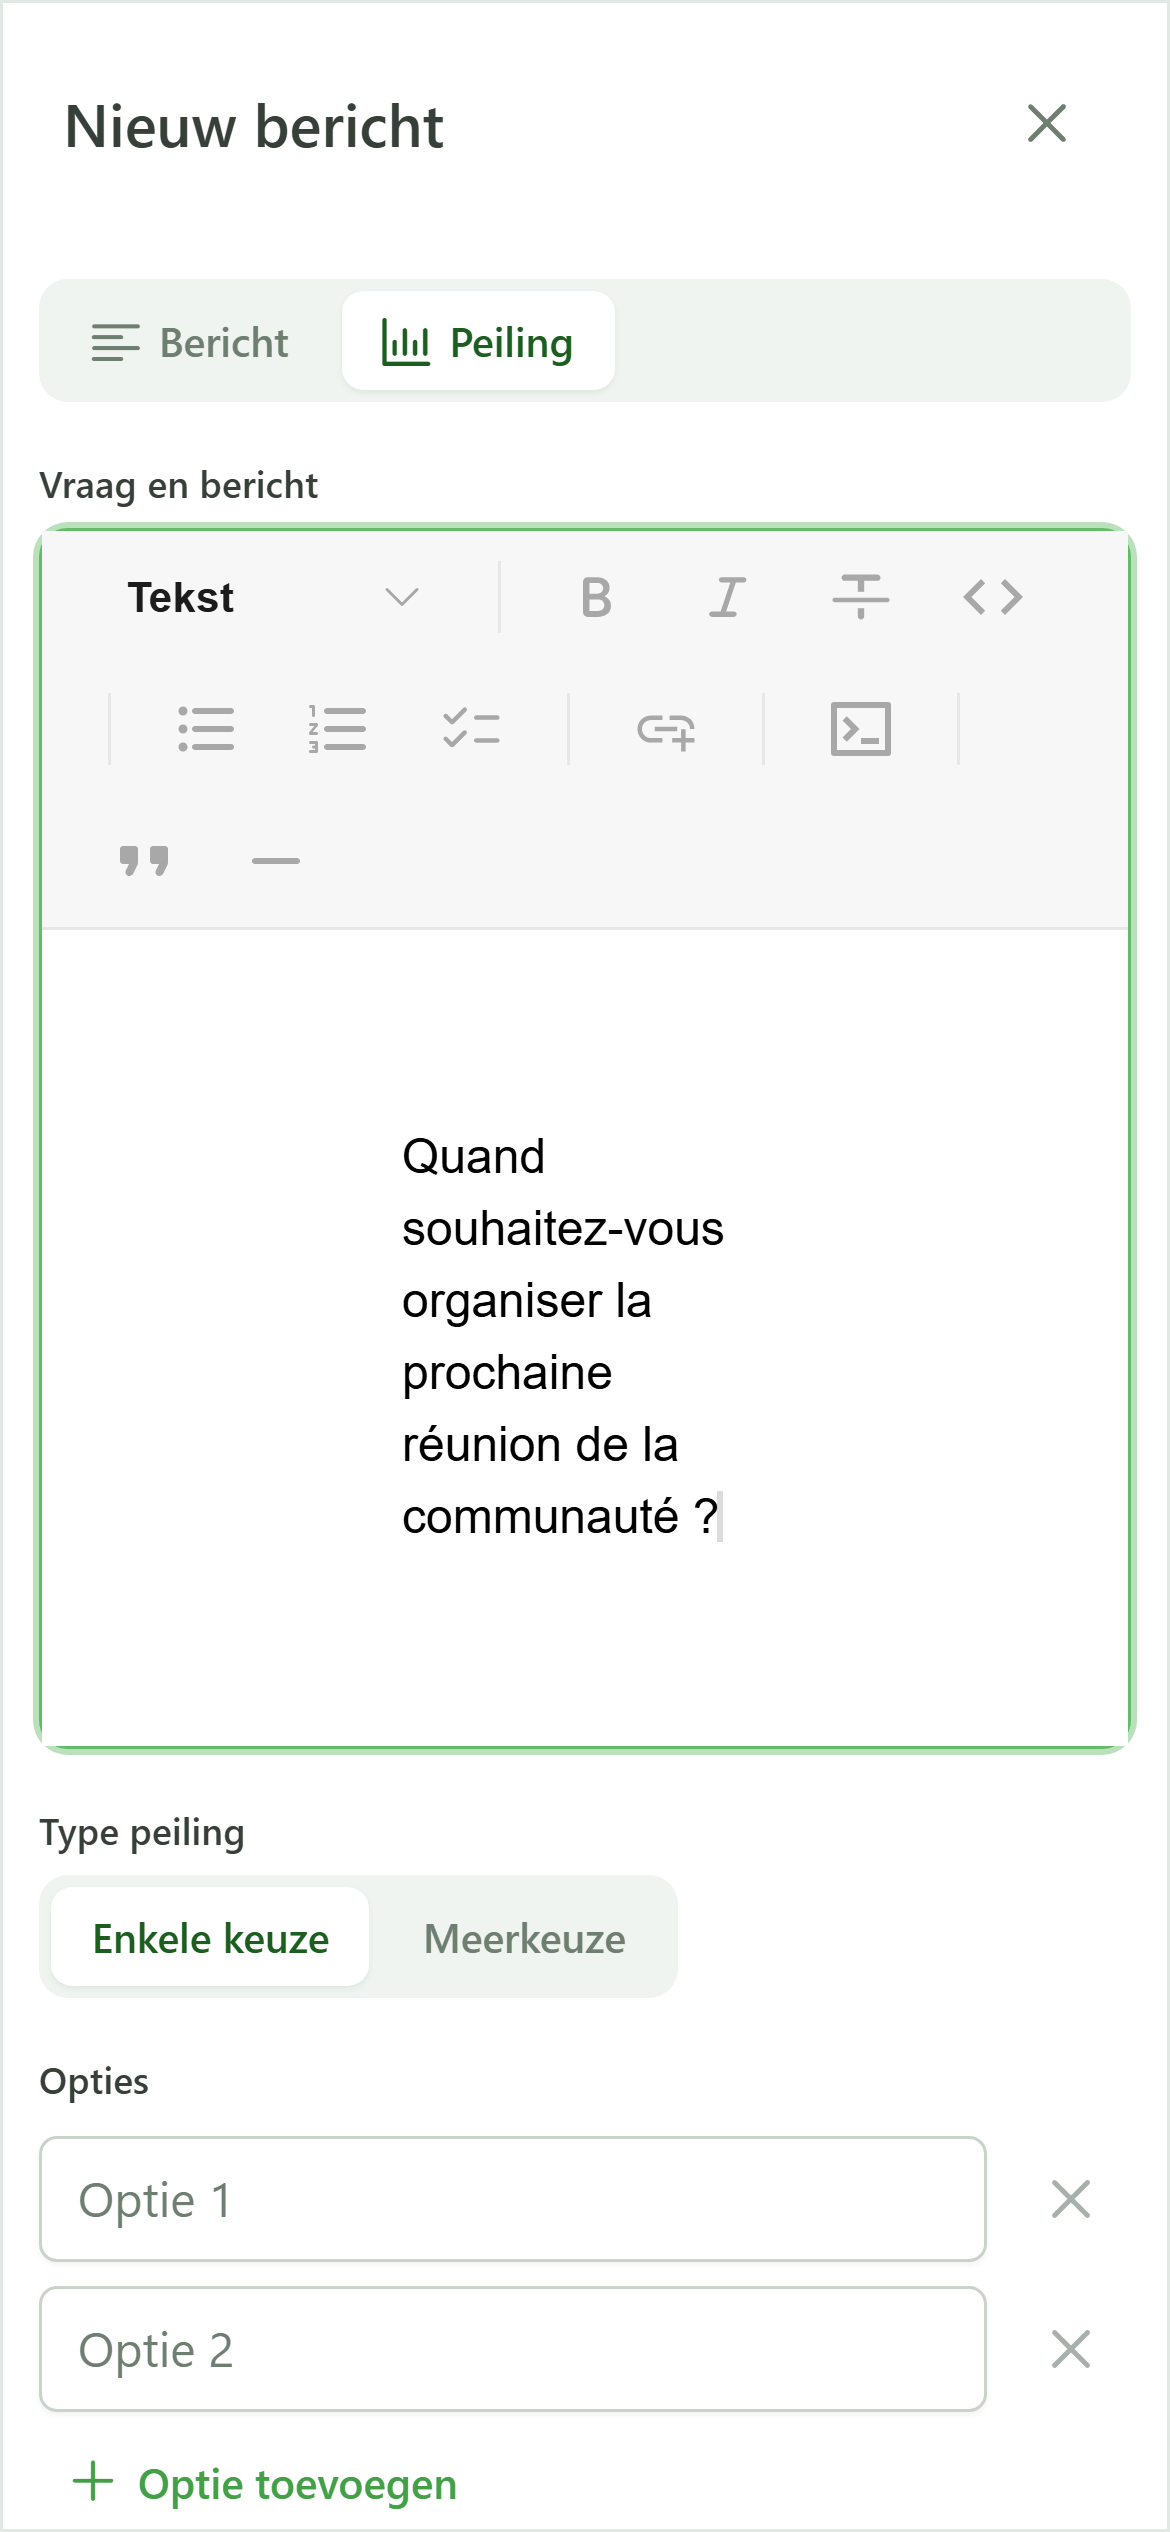 Nieuw bericht
Bericht
Peiling
Vraag en bericht
Tekst
Quand
souhaitez-vous
organiser la
prochaine
réunion de la
communauté ?
Type peiling
Enkele keuze
Meerkeuze
Opties
Optie 1
Optie 2
Optie toevoegen